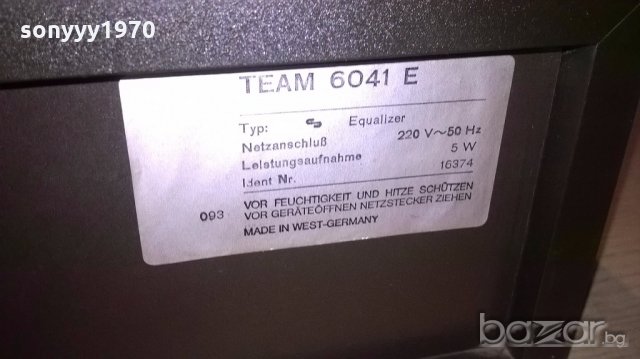 sonyyy1970
TEAM 6041 E
Typ: Equalizer
Netzanschluß 220 V~50 Hz
Leistungsaufnahme 5 W
Ident Nr. 16374
093 VOR FEUCHTIGKEIT UND HITZE SCHÜTZEN
VOR GERÄTEÖFFNEN NETZSTECKER ZIEHEN
MADE IN WEST-GERMANY
bazar.bg